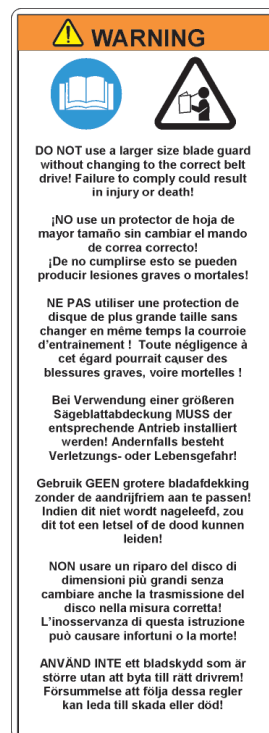 WARNING
DO NOT use a larger size blade guard
without changing to the correct belt
drive! Failure to comply could result
in injury or death!
¡NO use un protector de hoja de
mayor tamaño sin cambiar el mando
de correa correcto!
¡De no cumplirse esto se pueden
producir lesiones graves o mortales!
NE PAS utiliser une protection de
disque de plus grande taille sans
changer en même temps la courroie
d'entraînement ! Toute négligence à
cet égard pourrait causer des
blessures graves, voire mortelles !
Bei Verwendung einer größeren
Sägeblattabdeckung MUSS der
entsprechende Antrieb installiert
werden! Andernfalls besteht
Verletzungs- oder Lebensgefahr!
Gebruik GEEN grotere bladafdekking
zonder de aandrijfriem aan te passen!
Indien dit niet wordt nageleefd, zou
dit tot een letsel of de dood kunnen
leiden!
NON usare un riparo del disco di
dimensioni più grandi senza
cambiare anche la trasmissione del
disco nella misura corretta!
L'inosservanza di questa istruzione
può causare infortuni o la morte!
ANVÄND INTE ett bladskydd som är
större utan att byta till rätt drivrem!
Försummelse att följa dessa regler
kan leda till skada eller död!